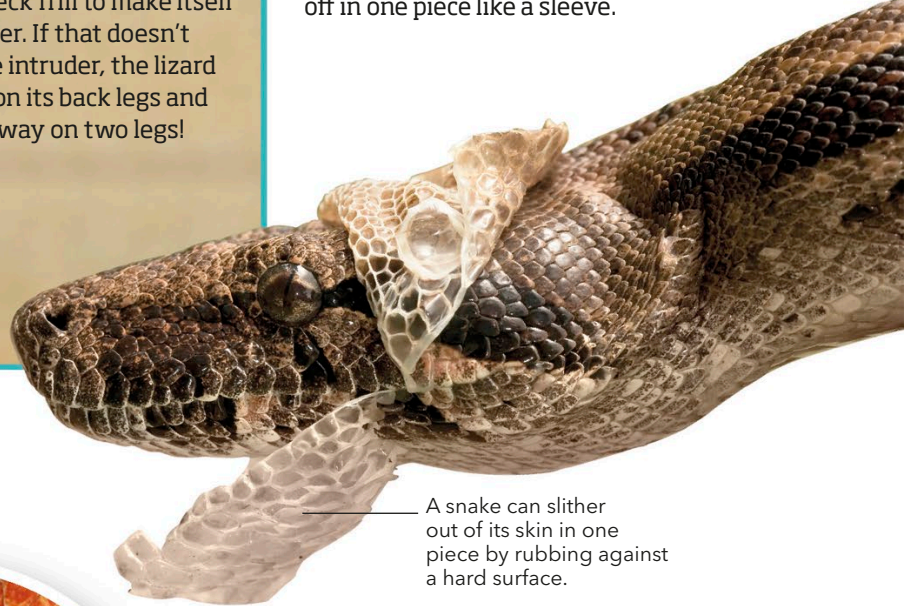 eck frill to make itself
er. If that doesn't
e intruder, the lizard
on its back legs and
way on two legs!
off in one piece like a sleeve.
A snake can slither
out of its skin in one
piece by rubbing against
a hard surface.